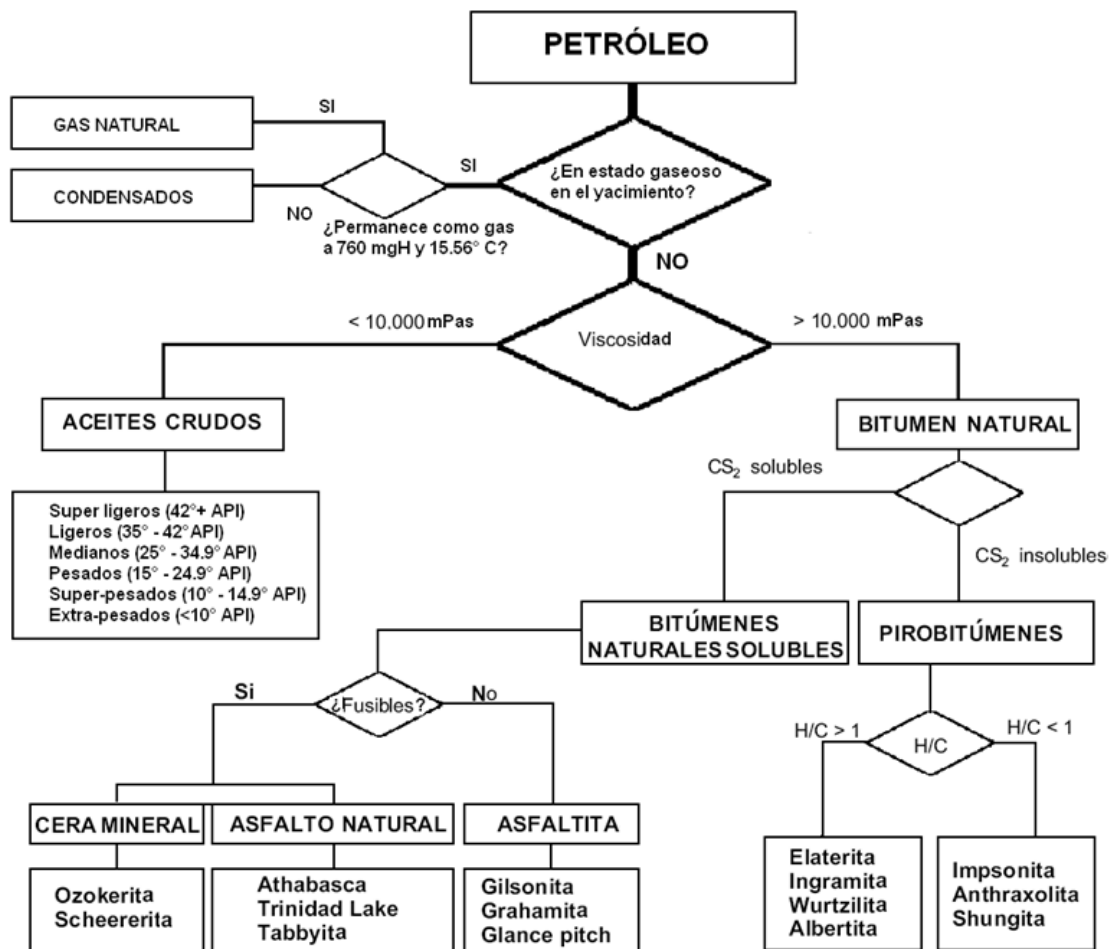 PETRÓLEO
SI
GAS NATURAL
SI
¿En estado gaseoso
en el yacimiento?
CONDENSADOS
NO
¿Permanece como gas
a 760 mgH y 15.56° C?
NO
< 10.000 mPas
Viscosidad
> 10.000 mPas
ACEITES CRUDOS
BITUMEN NATURAL
CS2 solubles
Super ligeros (42°+ API)
Ligeros (35° - 42° API)
Medianos (25° - 34.9° API)
Pesados (15° - 24.9° API)
Super-pesados (10° - 14.9° API)
Extra-pesados (<10° API)
CS2 insolubles
BITÚMENES
NATURALES SOLUBLES
PIROBITÚMENES
Si
¿Fusibles?
No
H/C > 1
H/C
H/C < 1
CERA MINERAL
ASFALTO NATURAL
ASFALTITA
Ozokerita
Scheererita
Athabasca
Trinidad Lake
Tabbyita
Gilsonita
Grahamita
Glance pitch
Elaterita
Ingramita
Wurtzilita
Albertita
Impsonita
Anthraxolita
Shungita